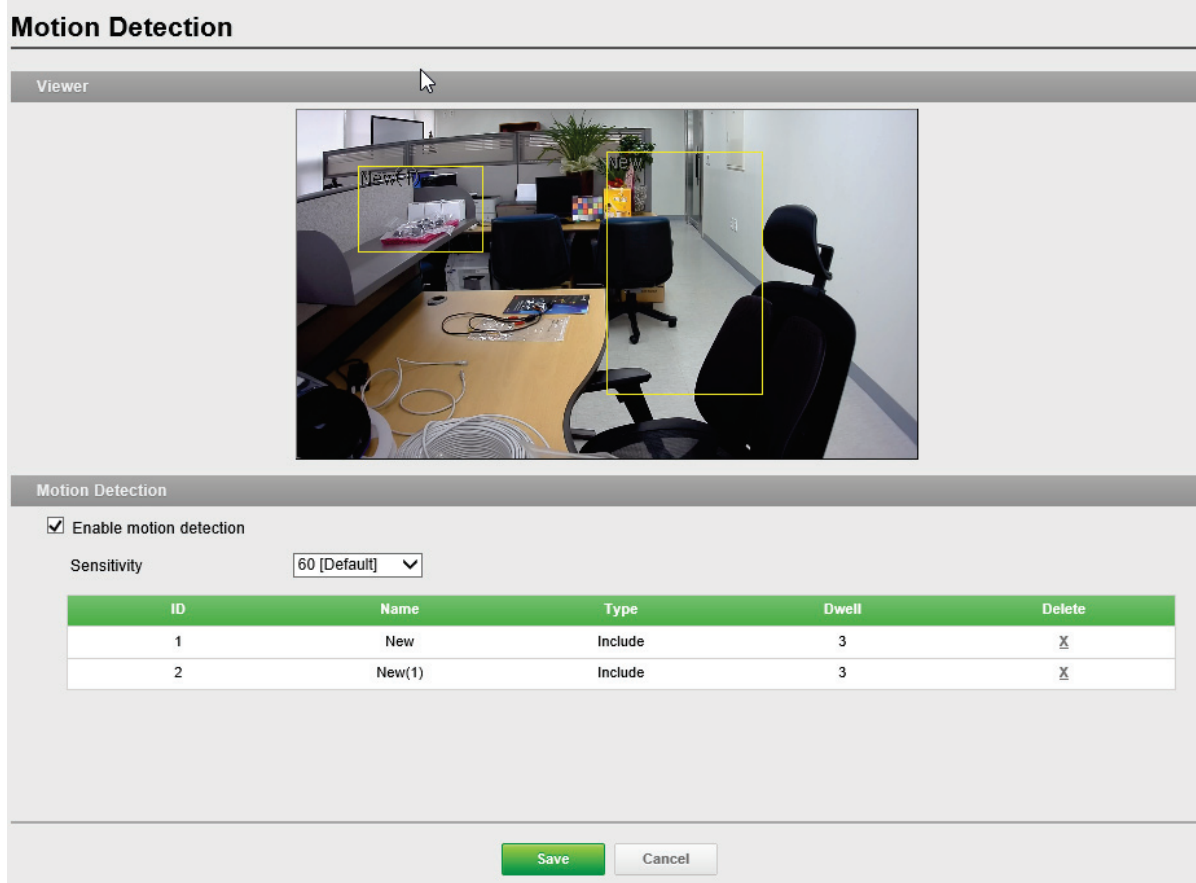 Motion Detection
Viewer
New(1)
New
Motion Detection
Enable motion detection
Sensitivity 60 [Default]
ID Name Type Dwell Delete
1 New Include 3 X
2 New(1) Include 3 X
Save Cancel